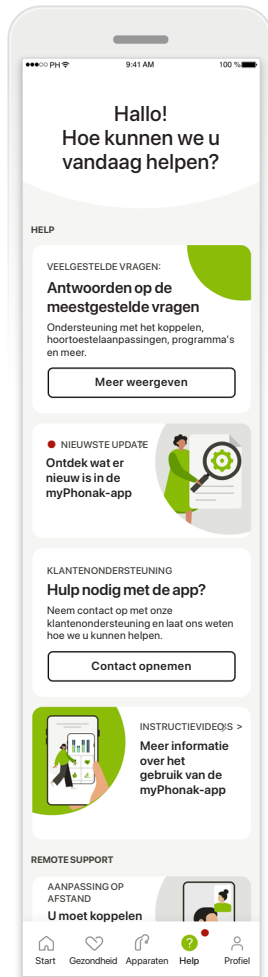 PH 9:41 AM 100 %
Hallo!
Hoe kunnen we u
vandaag helpen?
HELP
VEELGESTELDE VRAGEN:
Antwoorden op de
meestgestelde vragen
Ondersteuning met het koppelen,
hoortoestelaanpassingen, programma's
en meer.
Meer weergeven
NIEUWSTE UPDATE
Ontdek wat er
nieuw is in de
myPhonak-app
KLANTENONDERSTEUNING
Hulp nodig met de app?
Neem contact op met onze
klantenondersteuning en laat ons weten
hoe we u kunnen helpen.
Contact opnemen
INSTRUCTIEVIDEO'S >
Meer informatie
over het
gebruik van de
myPhonak-app
REMOTE SUPPORT
AANPASSING OP
AFSTAND
U moet koppelen
Start Gezondheid Apparaten Help Profiel